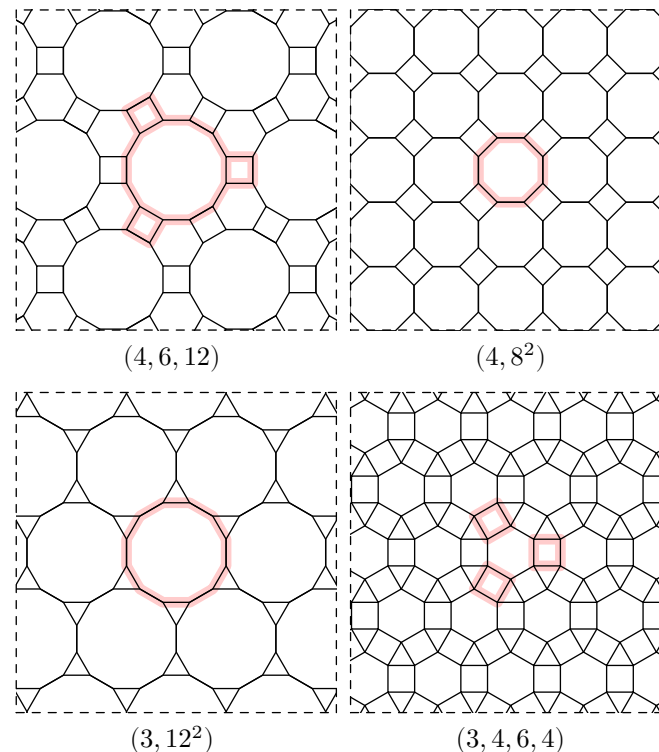 (4, 6, 12)
(4, 8²)
(3, 12²)
(3, 4, 6, 4)